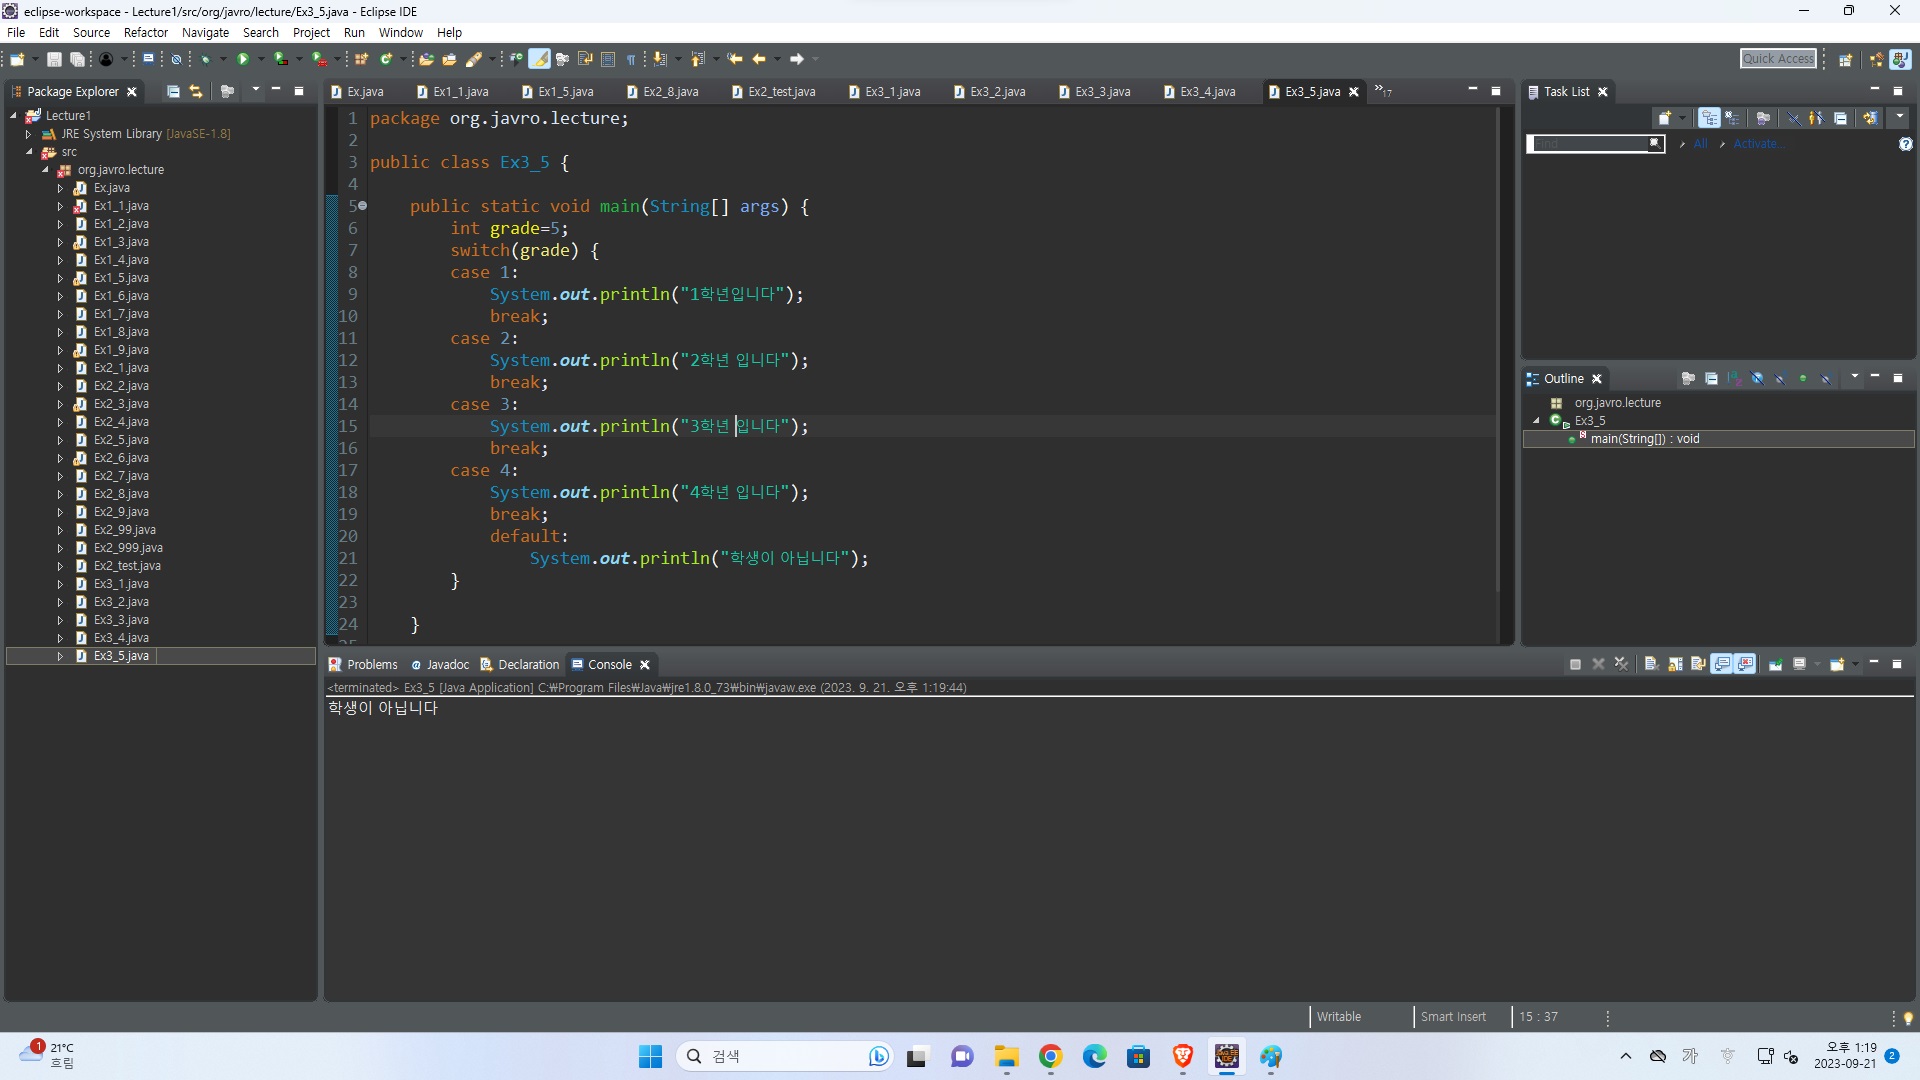 eclipse-workspace - Lecture1/src/org/javro/lecture/Ex3_5.java - Eclipse IDE
File Edit Source Refactor Navigate Search Project Run Window Help
Quick Access
Package Explorer
Lecture1
JRE System Library [JavaSE-1.8]
src
org.javro.lecture
Ex.java
Ex1_1.java
Ex1_2.java
Ex1_3.java
Ex1_4.java
Ex1_5.java
Ex1_6.java
Ex1_7.java
Ex1_8.java
Ex1_9.java
Ex2_1.java
Ex2_2.java
Ex2_3.java
Ex2_4.java
Ex2_5.java
Ex2_6.java
Ex2_7.java
Ex2_8.java
Ex2_9.java
Ex2_99.java
Ex2_999.java
Ex2_test.java
Ex3_1.java
Ex3_2.java
Ex3_3.java
Ex3_4.java
Ex3_5.java
Ex.java Ex1_1.java Ex1_5.java Ex2_8.java Ex2_test.java Ex3_1.java Ex3_2.java Ex3_3.java Ex3_4.java Ex3_5.java »17
1 package org.javro.lecture;
2
3 public class Ex3_5 {
4
5 public static void main(String[] args) {
6 int grade=5;
7 switch(grade) {
8 case 1:
9 System.out.println("1학년입니다");
10 break;
11 case 2:
12 System.out.println("2학년 입니다");
13 break;
14 case 3:
15 System.out.println("3학년 입니다");
16 break;
17 case 4:
18 System.out.println("4학년 입니다");
19 break;
20 default:
21 System.out.println("학생이 아닙니다");
22 }
23
24 }
25
Task List
Find All Activate...
Outline
org.javro.lecture
Ex3_5
main(String[]) : void
Problems Javadoc Declaration Console
<terminated> Ex3_5 [Java Application] C:₩Program Files₩Java₩jre1.8.0_73₩bin₩javaw.exe (2023. 9. 21. 오후 1:19:44)
학생이 아닙니다
Writable Smart Insert 15 : 37
1
21°C
흐림
검색
가
오후 1:19
2023-09-21
2